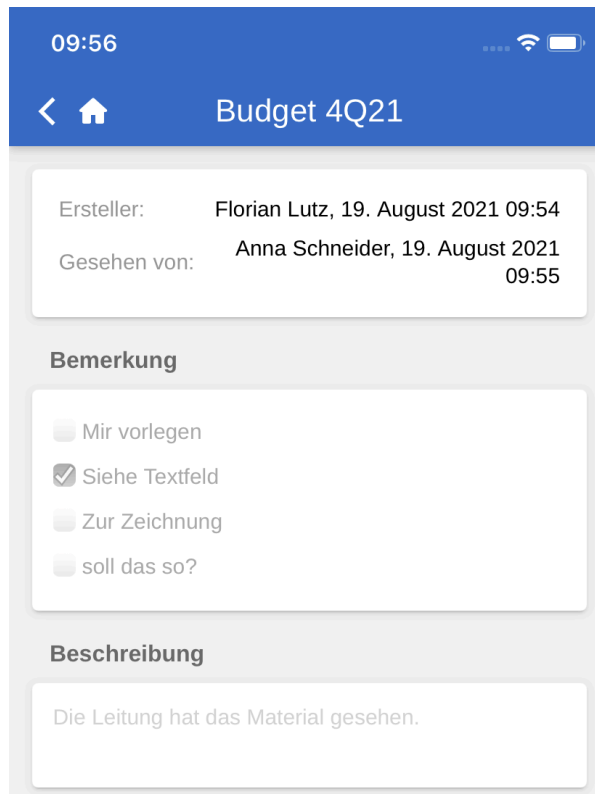 09:56
Budget 4Q21
Ersteller: Florian Lutz, 19. August 2021 09:54
Gesehen von: Anna Schneider, 19. August 2021
09:55
Bemerkung
Mir vorlegen
Siehe Textfeld
Zur Zeichnung
soll das so?
Beschreibung
Die Leitung hat das Material gesehen.